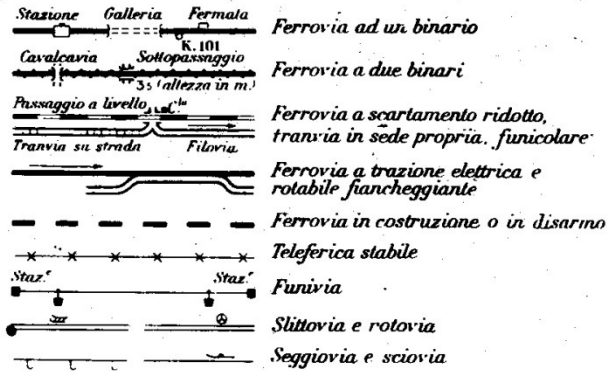 Stazione Galleria Fermata
K. 101
Ferrovia ad un binario
Cavalcavia Sottopassaggio
3,5 (altezza in m.)
Ferrovia a due binari
Passaggio a livello
Ferrovia a scartamento ridotto,
tranvia in sede propria, funicolare
Tranvia su strada Filovia
Ferrovia a trazione elettrica e
rotabile fiancheggiante
Ferrovia in costruzione o in disarmo
Teleferica stabile
Staz.e Staz.e
Funivia
Slittovia e rotovia
Seggiovia e sciovia